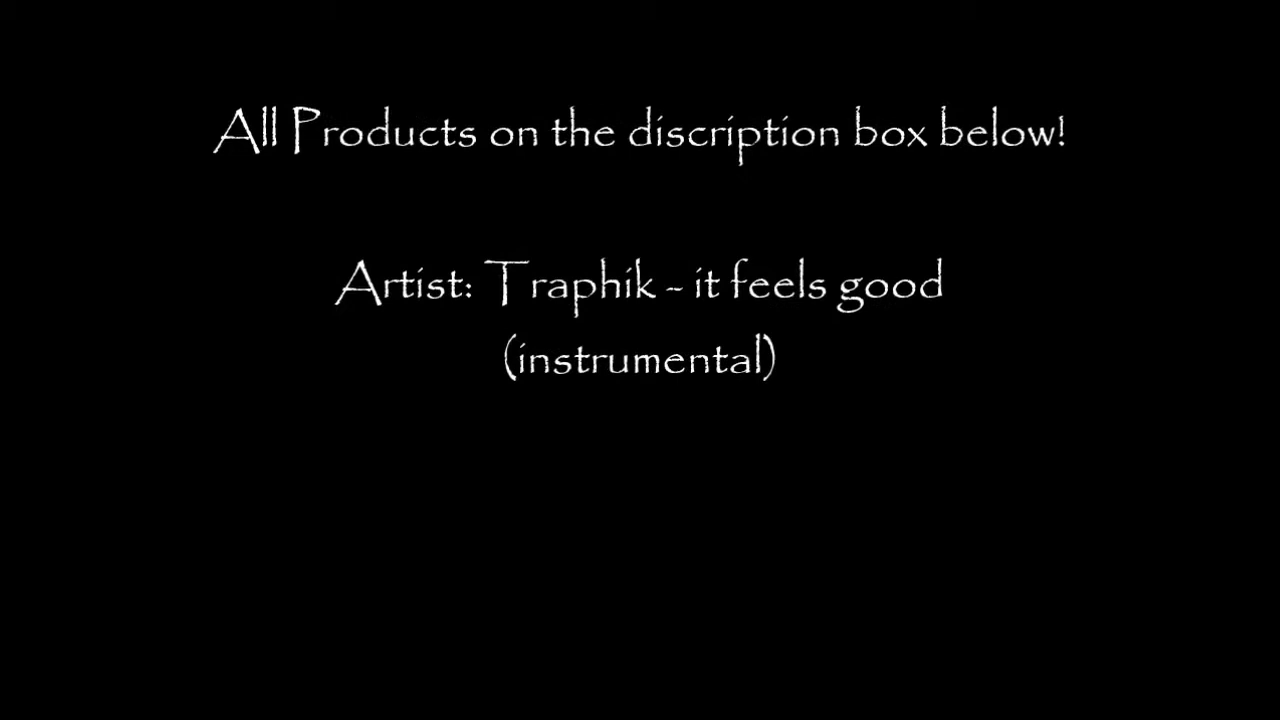 All Products on the discription box below!
Artist: Traphik - it feels good
(instrumental)